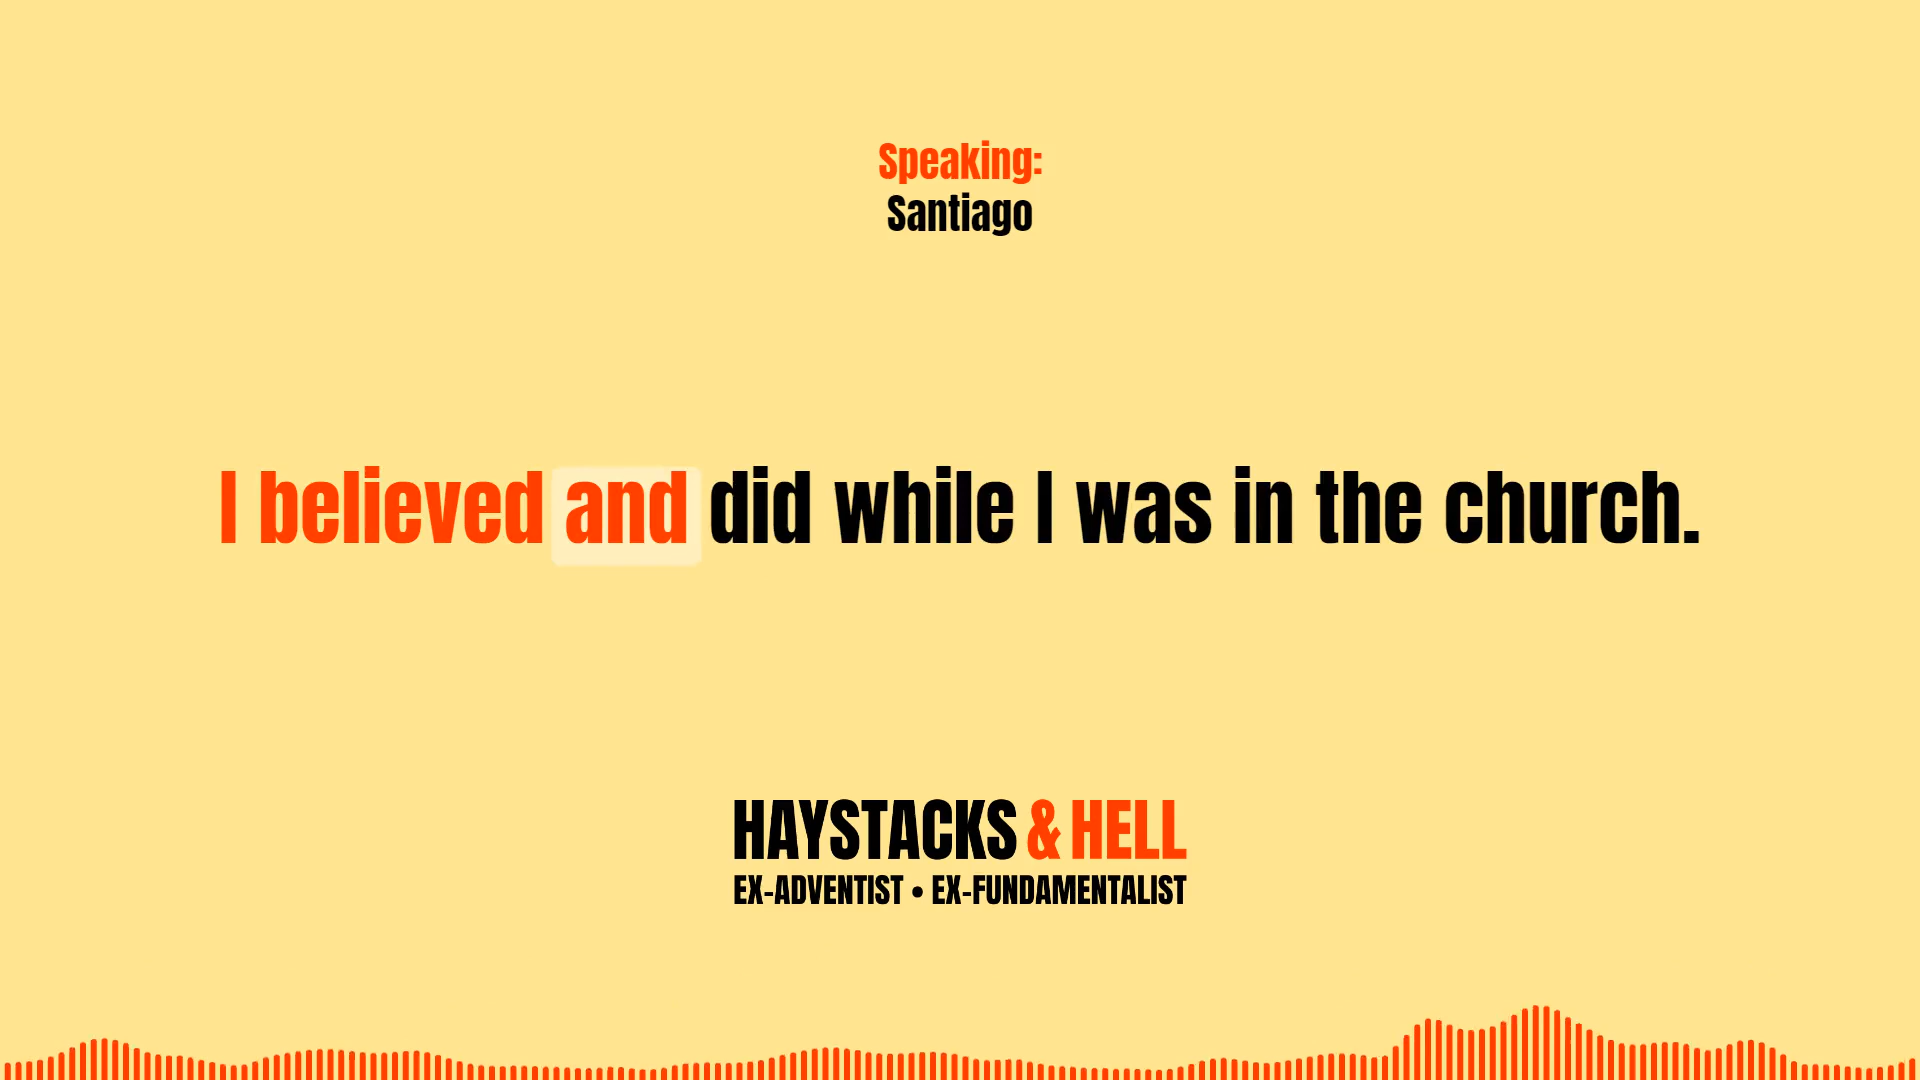 Speaking:
Santiago
I believed and did while I was in the church.
HAYSTACKS & HELL
EX-ADVENTIST • EX-FUNDAMENTALIST